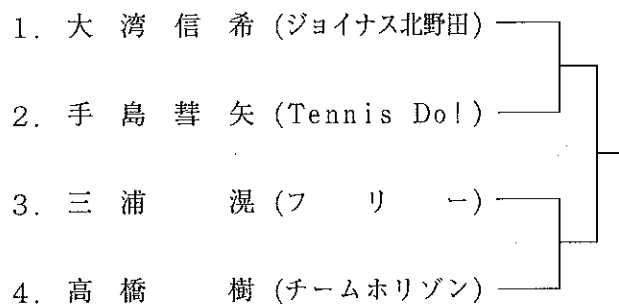 1. 大湾信希 (ジョイナス北野田)
2. 手島彗矢 (Tennis Do!)
3. 三浦滉 (フリー)
4. 高橋樹 (チームホリゾン)